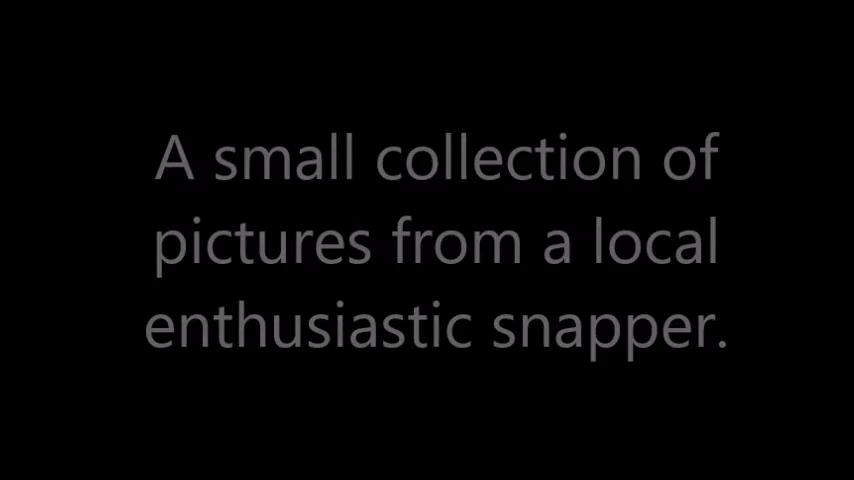 A small collection of
pictures from a local
enthusiastic snapper.